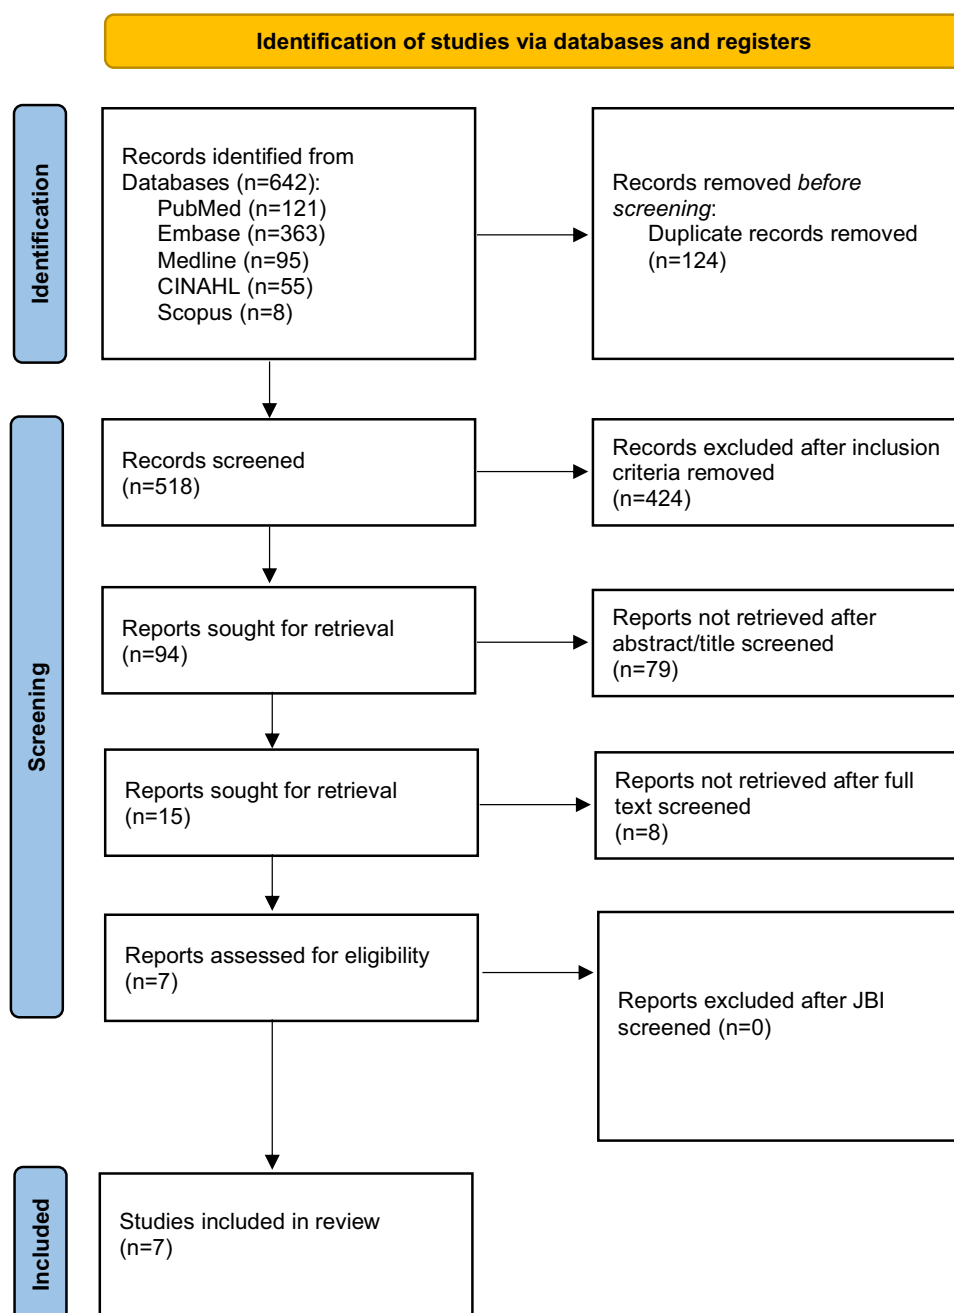 Identification of studies via databases and registers
Identification
Records identified from
Databases (n=642):
PubMed (n=121)
Embase (n=363)
Medline (n=95)
CINAHL (n=55)
Scopus (n=8)
Records removed before
screening:
Duplicate records removed
(n=124)
Screening
Records screened
(n=518)
Records excluded after inclusion
criteria removed
(n=424)
Reports sought for retrieval
(n=94)
Reports not retrieved after
abstract/title screened
(n=79)
Reports sought for retrieval
(n=15)
Reports not retrieved after full
text screened
(n=8)
Reports assessed for eligibility
(n=7)
Reports excluded after JBI
screened (n=0)
Included
Studies included in review
(n=7)